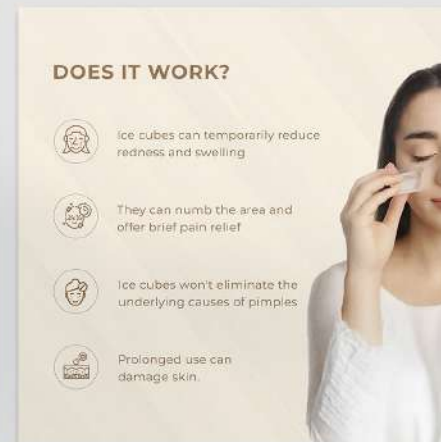 DOES IT WORK?
Ice cubes can temporarily reduce
redness and swelling
They can numb the area and
offer brief pain relief
Ice cubes won't eliminate the
underlying causes of pimples
Prolonged use can
damage skin.